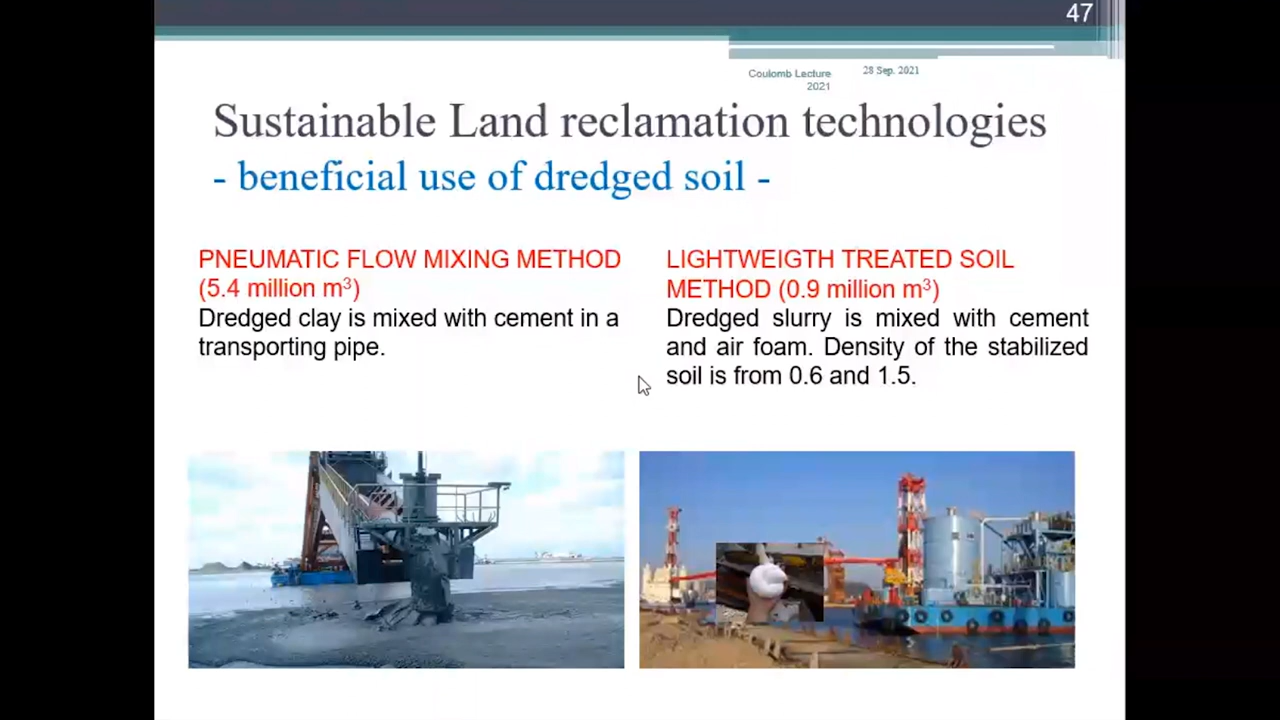 47
Coulomb Lecture
2021
28 Sep. 2021
Sustainable Land reclamation technologies
- beneficial use of dredged soil -
PNEUMATIC FLOW MIXING METHOD
(5.4 million m³)
Dredged clay is mixed with cement in a
transporting pipe.
LIGHTWEIGTH TREATED SOIL
METHOD (0.9 million m³)
Dredged slurry is mixed with cement
and air foam. Density of the stabilized
soil is from 0.6 and 1.5.